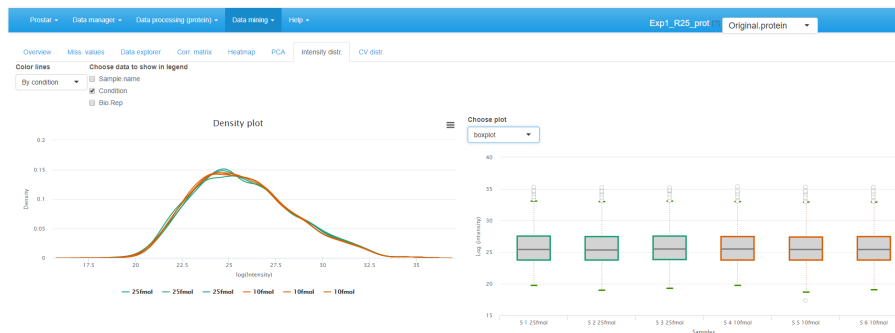 Prostar Data manager Data processing (protein) Data mining Help Exp1_R25_prot Original.protein
Overview Miss. values Data explorer Corr. matrix Heatmap PCA Intensity distr. CV distr.
Color lines Choose data to show in legend
By condition
Sample.name
Condition
Bio.Rep
Density plot
Density
0.2
0.15
0.1
0.05
0
17.5 20 22.5 25 27.5 30 32.5 35
log(Intensity)
25fmol 25fmol 25fmol 10fmol 10fmol 10fmol
Choose plot
boxplot
Log (intensity)
40
35
30
25
20
15
S 1 25fmol S 2 25fmol S 3 25fmol S 4 10fmol S 5 10fmol S 6 10fmol
Samples